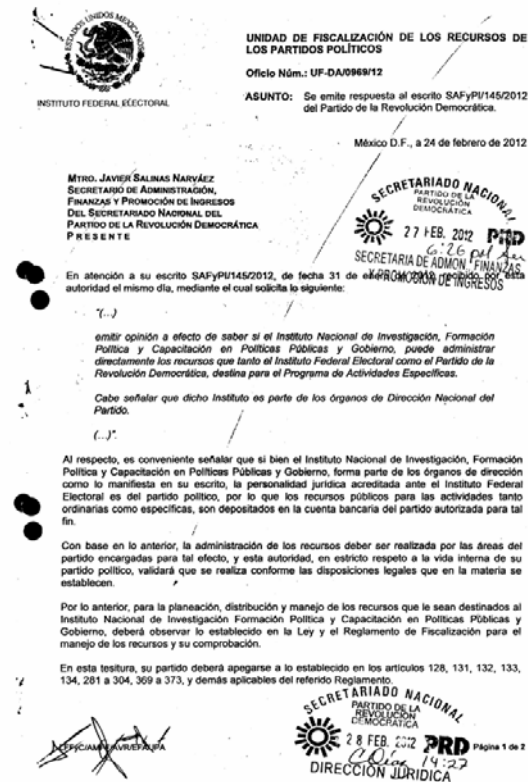 ESTADOS UNIDOS MEXICANOS
INSTITUTO FEDERAL ELECTORAL
UNIDAD DE FISCALIZACIÓN DE LOS RECURSOS DE
LOS PARTIDOS POLÍTICOS
Oficio Núm.: UF-DA/0969/12
ASUNTO: Se emite respuesta al escrito SAFyPI/145/2012
del Partido de la Revolución Democrática.
México D.F., a 24 de febrero de 2012
MTRO. JAVIER SALINAS NARVÁEZ
SECRETARIO DE ADMINISTRACIÓN,
FINANZAS Y PROMOCIÓN DE INGRESOS
DEL SECRETARIADO NACIONAL DEL
PARTIDO DE LA REVOLUCIÓN DEMOCRÁTICA
P R E S E N T E
SECRETARIADO NACIONAL
PARTIDO DE LA
REVOLUCIÓN
DEMOCRÁTICA
27 FEB. 2012 PRD
6:26 pm
SECRETARIA DE ADMON., FINANZAS
Y PROMOCIÓN DE INGRESOS
En atención a su escrito SAFyPI/145/2012, de fecha 31 de enero 2012, recibido por esta
autoridad el mismo día, mediante el cual solicita lo siguiente:
"(...)
emitir opinión a efecto de saber si el Instituto Nacional de Investigación, Formación
Política y Capacitación en Políticas Públicas y Gobierno, puede administrar
directamente los recursos que tanto el Instituto Federal Electoral como el Partido de la
Revolución Democrática, destina para el Programa de Actividades Específicas.
Cabe señalar que dicho Instituto es parte de los órganos de Dirección Nacional del
Partido.
(...)".
Al respecto, es conveniente señalar que si bien el Instituto Nacional de Investigación, Formación
Política y Capacitación en Políticas Públicas y Gobierno, forma parte de los órganos de dirección
como lo manifiesta en su escrito, la personalidad jurídica acreditada ante el Instituto Federal
Electoral es del partido político, por lo que los recursos públicos para las actividades tanto
ordinarias como específicas, son depositados en la cuenta bancaria del partido autorizada para tal
fin.
Con base en lo anterior, la administración de los recursos deber ser realizada por las áreas del
partido encargadas para tal efecto, y esta autoridad, en estricto respeto a la vida interna de su
partido político, validará que se realiza conforme las disposiciones legales que en la materia se
establecen.
Por lo anterior, para la planeación, distribución y manejo de los recursos que le sean destinados al
Instituto Nacional de Investigación Formación Política y Capacitación en Políticas Públicas y
Gobierno, deberá observar lo establecido en la Ley y el Reglamento de Fiscalización para el
manejo de los recursos y su comprobación.
En esta tesitura, su partido deberá apegarse a lo establecido en los artículos 128, 131, 132, 133,
134, 281 a 304, 369 a 373, y demás aplicables del referido Reglamento.
SECRETARIADO NACIONAL
PARTIDO DE LA
REVOLUCIÓN
DEMOCRÁTICA
28 FEB. 2012 PRD
14:27
DIRECCIÓN JURIDICA
Página 1 de 2